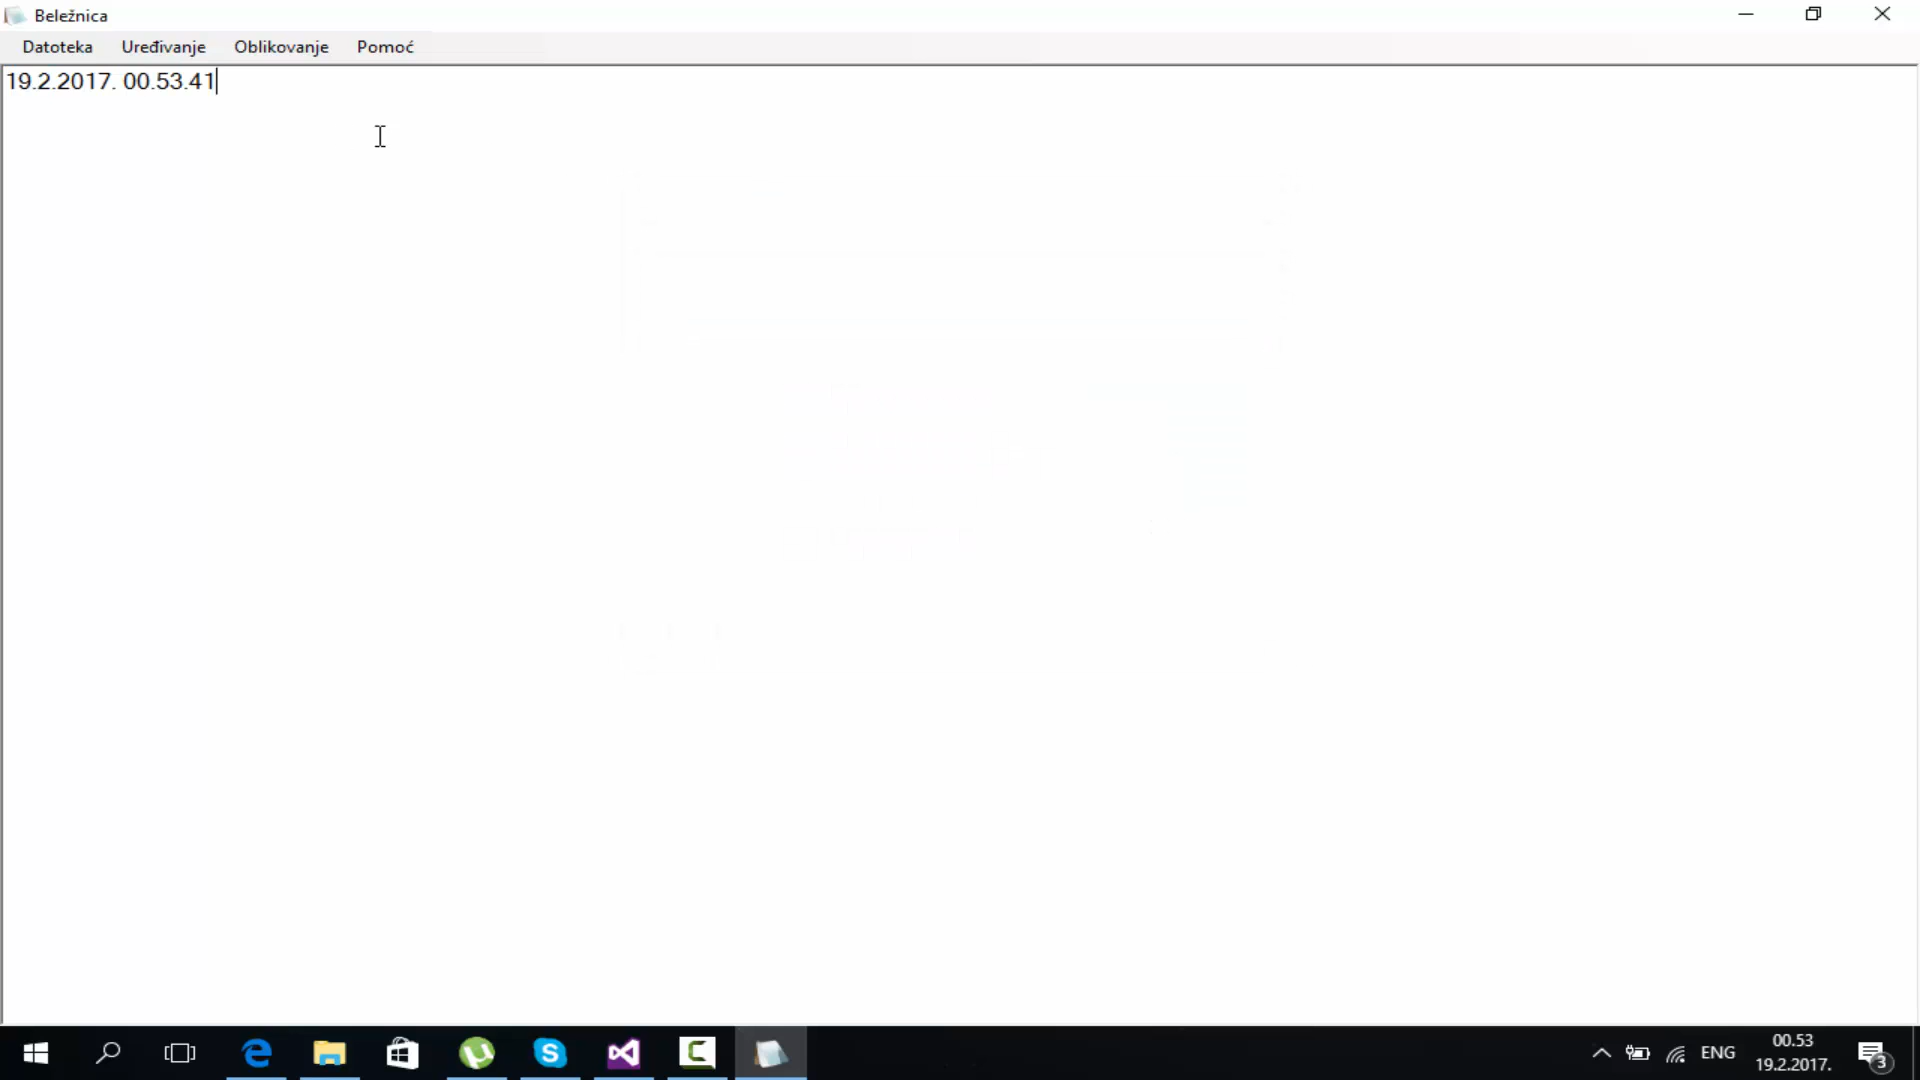 Beležnica
Datoteka Uređivanje Oblikovanje Pomoć
19.2.2017. 00.53.41
ENG
00.53
19.2.2017.
3